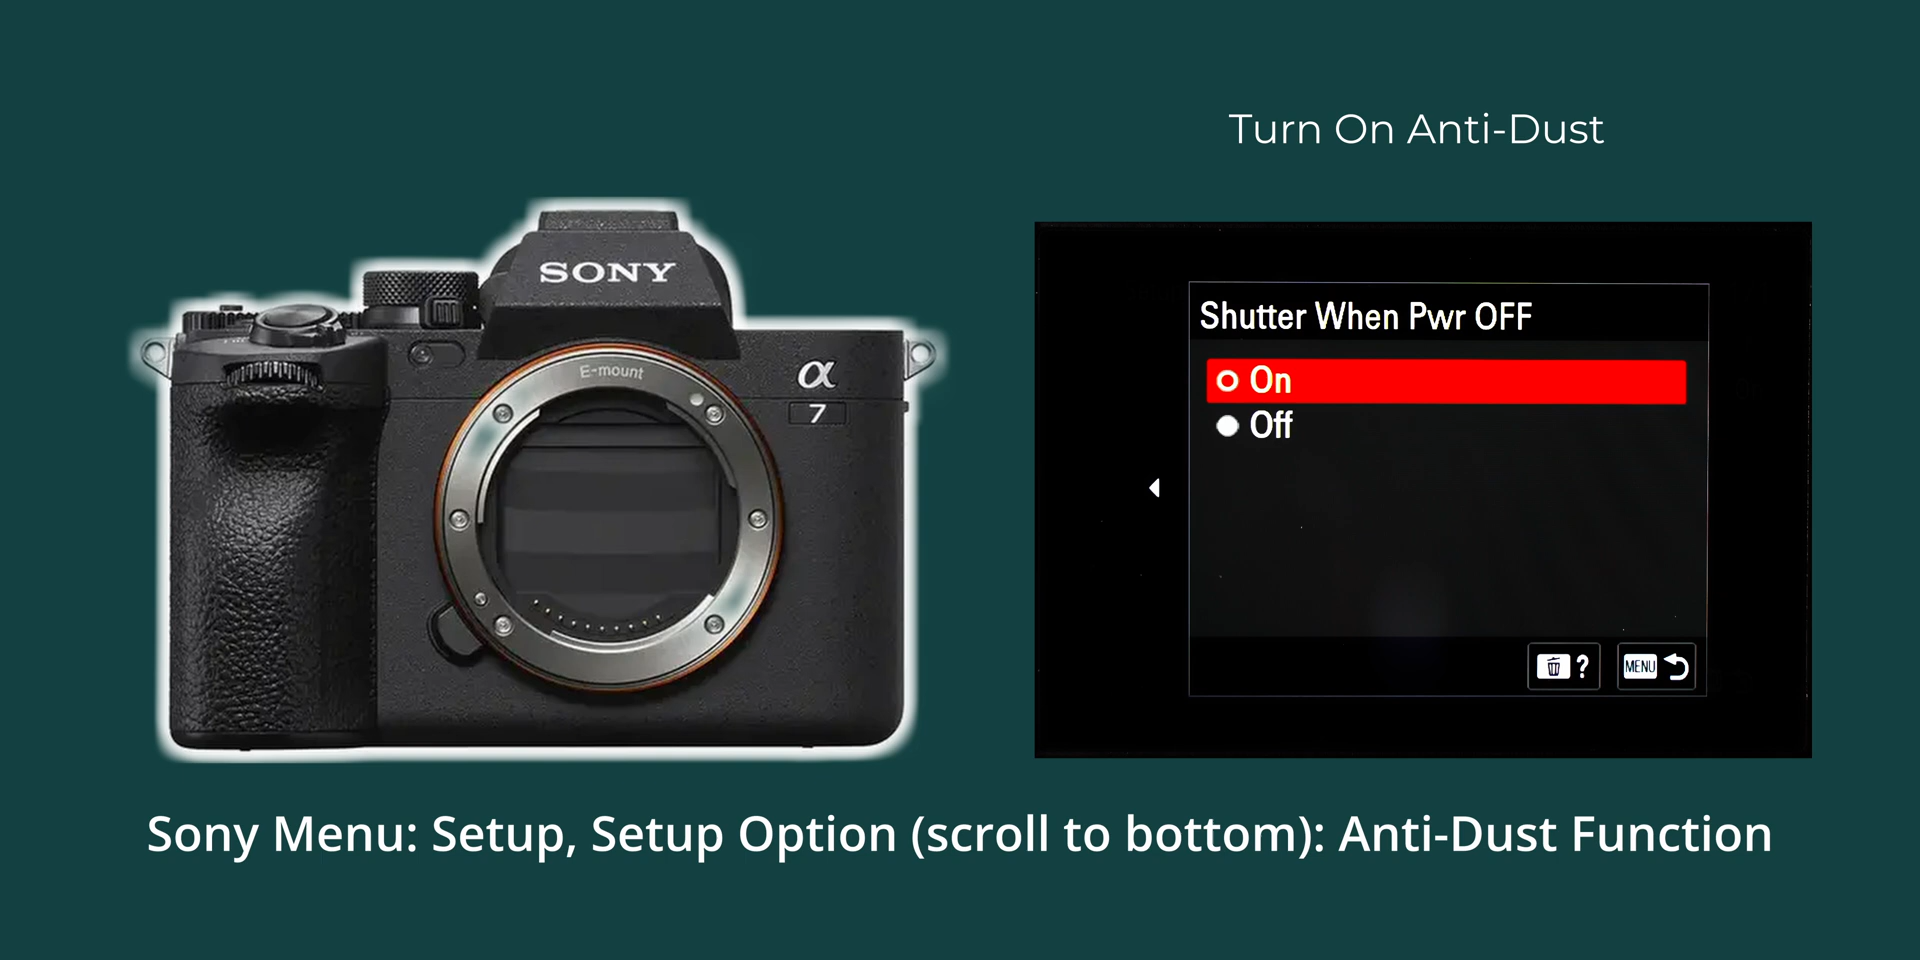 Turn On Anti-Dust
SONY
E-mount
α
7
Shutter When Pwr OFF
On
Off
?
MENU
Sony Menu: Setup, Setup Option (scroll to bottom): Anti-Dust Function